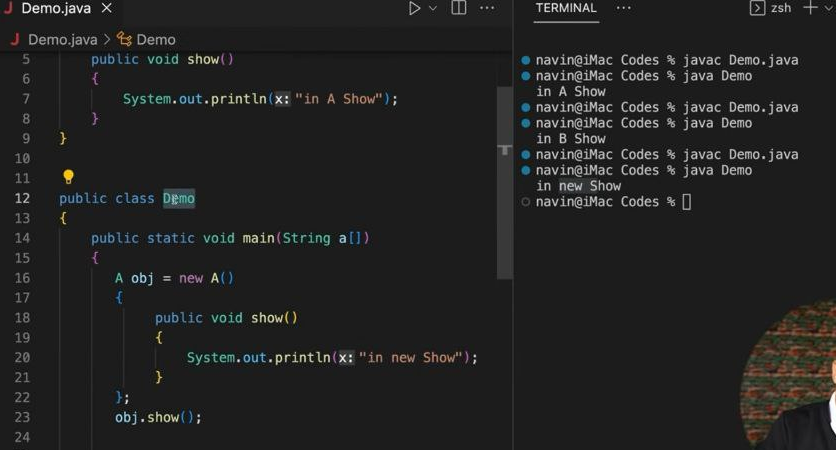 Demo.java
Demo.java > Demo
5 public void show()
6 {
7 System.out.println(x: "in A Show");
8 }
9 }
10
11
12 public class Demo
13 {
14 public static void main(String a[])
15 {
16 A obj = new A()
17 {
18 public void show()
19 {
20 System.out.println(x: "in new Show");
21 }
22 };
23 obj.show();
24
TERMINAL ··· zsh
navin@iMac Codes % javac Demo.java
navin@iMac Codes % java Demo
in A Show
navin@iMac Codes % javac Demo.java
navin@iMac Codes % java Demo
in B Show
navin@iMac Codes % javac Demo.java
navin@iMac Codes % java Demo
in new Show
navin@iMac Codes %